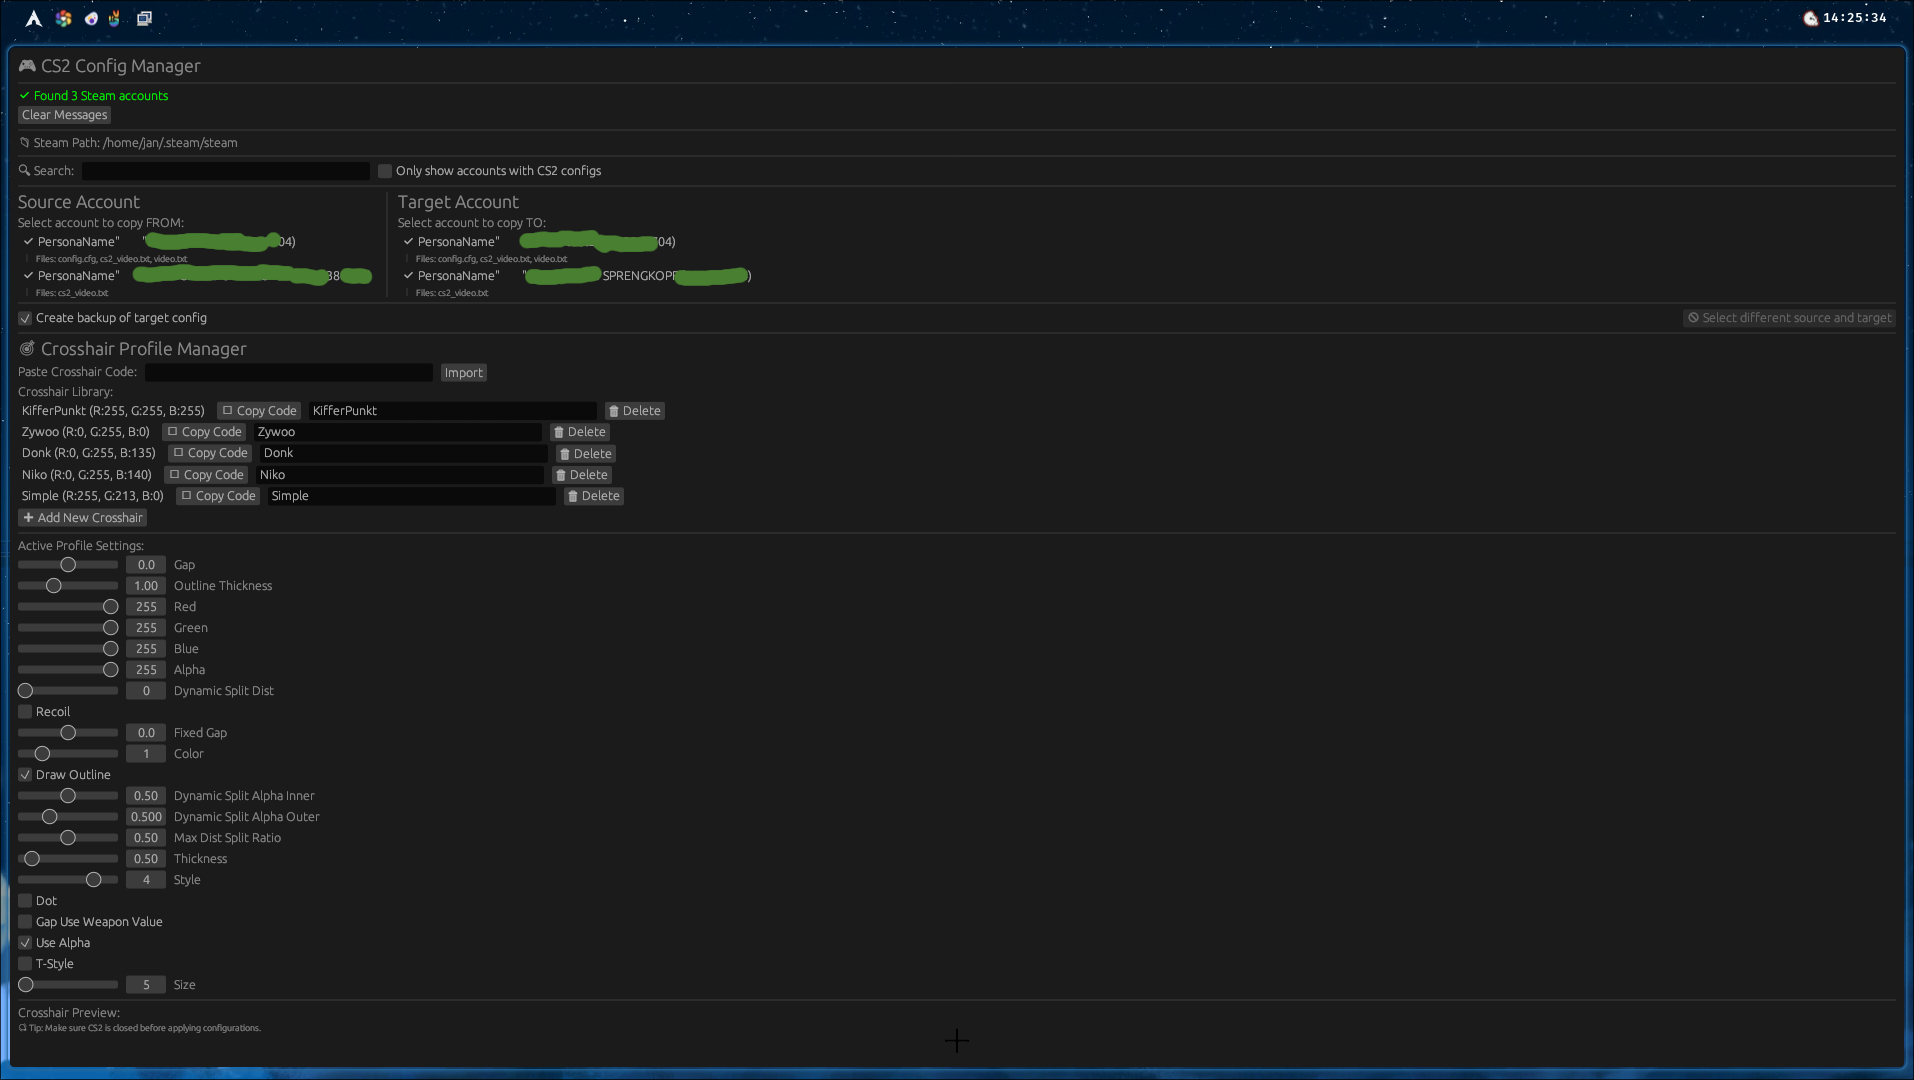 14:25:34
CS2 Config Manager
✔ Found 3 Steam accounts
Clear Messages
Steam Path: /home/jan/.steam/steam
Search:
Only show accounts with CS2 configs
Source Account
Select account to copy FROM:
✔ PersonaName" " 04)
Files: config.cfg, cs2_video.txt, video.txt
✔ PersonaName" 38
Files: cs2_video.txt
Target Account
Select account to copy TO:
✔ PersonaName" 04)
Files: config.cfg, cs2_video.txt, video.txt
✔ PersonaName" " SPRENGKOPF )
Files: cs2_video.txt
Create backup of target config
Select different source and target
Crosshair Profile Manager
Paste Crosshair Code:
Import
Crosshair Library:
KifferPunkt (R:255, G:255, B:255) Copy Code KifferPunkt Delete
Zywoo (R:0, G:255, B:0) Copy Code Zywoo Delete
Donk (R:0, G:255, B:135) Copy Code Donk Delete
Niko (R:0, G:255, B:140) Copy Code Niko Delete
Simple (R:255, G:213, B:0) Copy Code Simple Delete
+ Add New Crosshair
Active Profile Settings:
0.0 Gap
1.00 Outline Thickness
255 Red
255 Green
255 Blue
255 Alpha
0 Dynamic Split Dist
Recoil
0.0 Fixed Gap
1 Color
Draw Outline
0.50 Dynamic Split Alpha Inner
0.500 Dynamic Split Alpha Outer
0.50 Max Dist Split Ratio
0.50 Thickness
4 Style
Dot
Gap Use Weapon Value
Use Alpha
T-Style
5 Size
Crosshair Preview:
Tip: Make sure CS2 is closed before applying configurations.